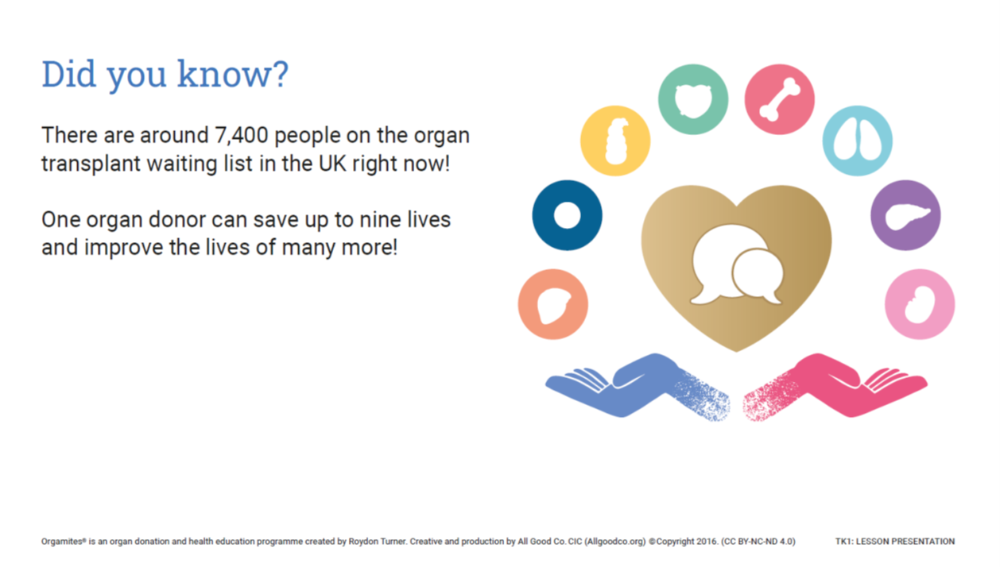 Did you know?
There are around 7,400 people on the organ
transplant waiting list in the UK right now!
One organ donor can save up to nine lives
and improve the lives of many more!
Orgamites® is an organ donation and health education programme created by Roydon Turner. Creative and production by All Good Co. CIC (Allgoodco.org) ©Copyright 2016. (CC BY-NC-ND 4.0)
TK1: LESSON PRESENTATION